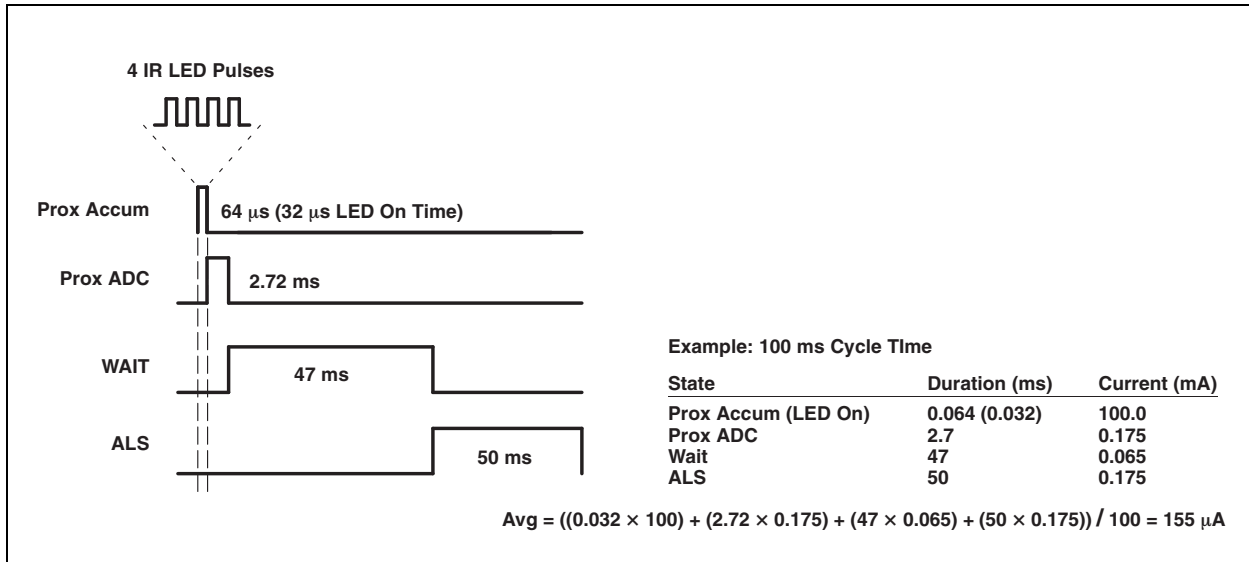 4 IR LED Pulses
Prox Accum
64 μs (32 μs LED On Time)
Prox ADC
2.72 ms
WAIT
47 ms
ALS
50 ms
Example: 100 ms Cycle TIme
State Duration (ms) Current (mA)
Prox Accum (LED On) 0.064 (0.032) 100.0
Prox ADC 2.7 0.175
Wait 47 0.065
ALS 50 0.175
Avg = ((0.032 × 100) + (2.72 × 0.175) + (47 × 0.065) + (50 × 0.175)) / 100 = 155 μA